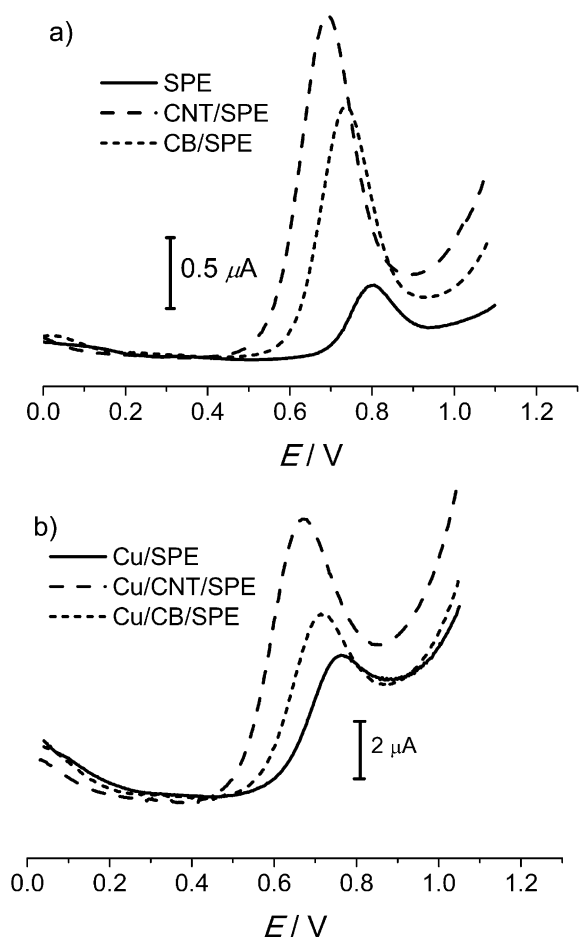 a)
SPE
CNT/SPE
CB/SPE
0.5 μA
0.0 0.2 0.4 0.6 0.8 1.0 1.2
E / V
b)
Cu/SPE
Cu/CNT/SPE
Cu/CB/SPE
2 μA
0.0 0.2 0.4 0.6 0.8 1.0 1.2
E / V